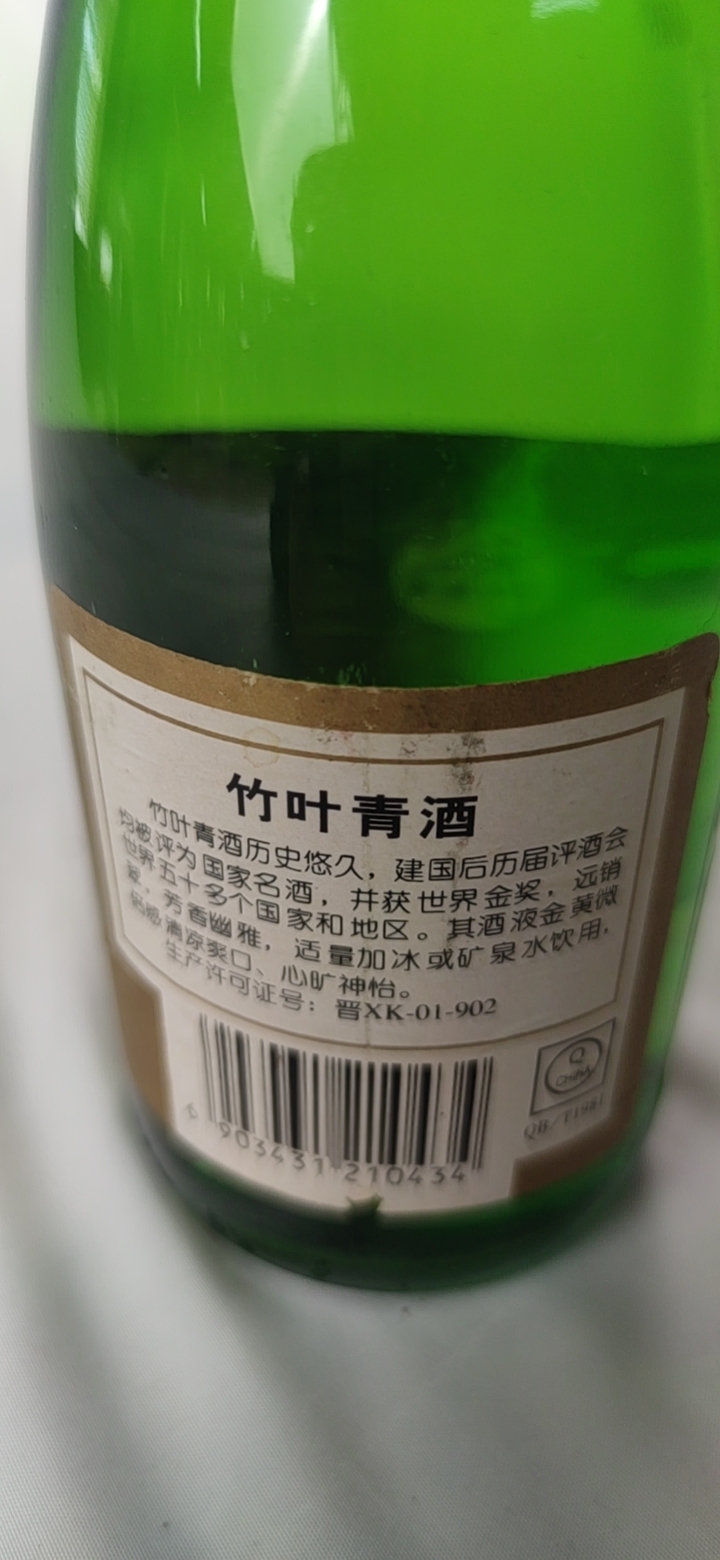 竹叶青酒
竹叶青酒历史悠久，建国后历届评酒会
均被评为国家名酒，并获世界金奖，远销
世界五十多个国家和地区。其酒液金黄微
翠，芳香幽雅，适量加冰或矿泉水饮用，
倍感清凉爽口、心旷神怡。
生产许可证号：晋XK-01-902
6 903431 210434
Q
CHINA
QB/T1981